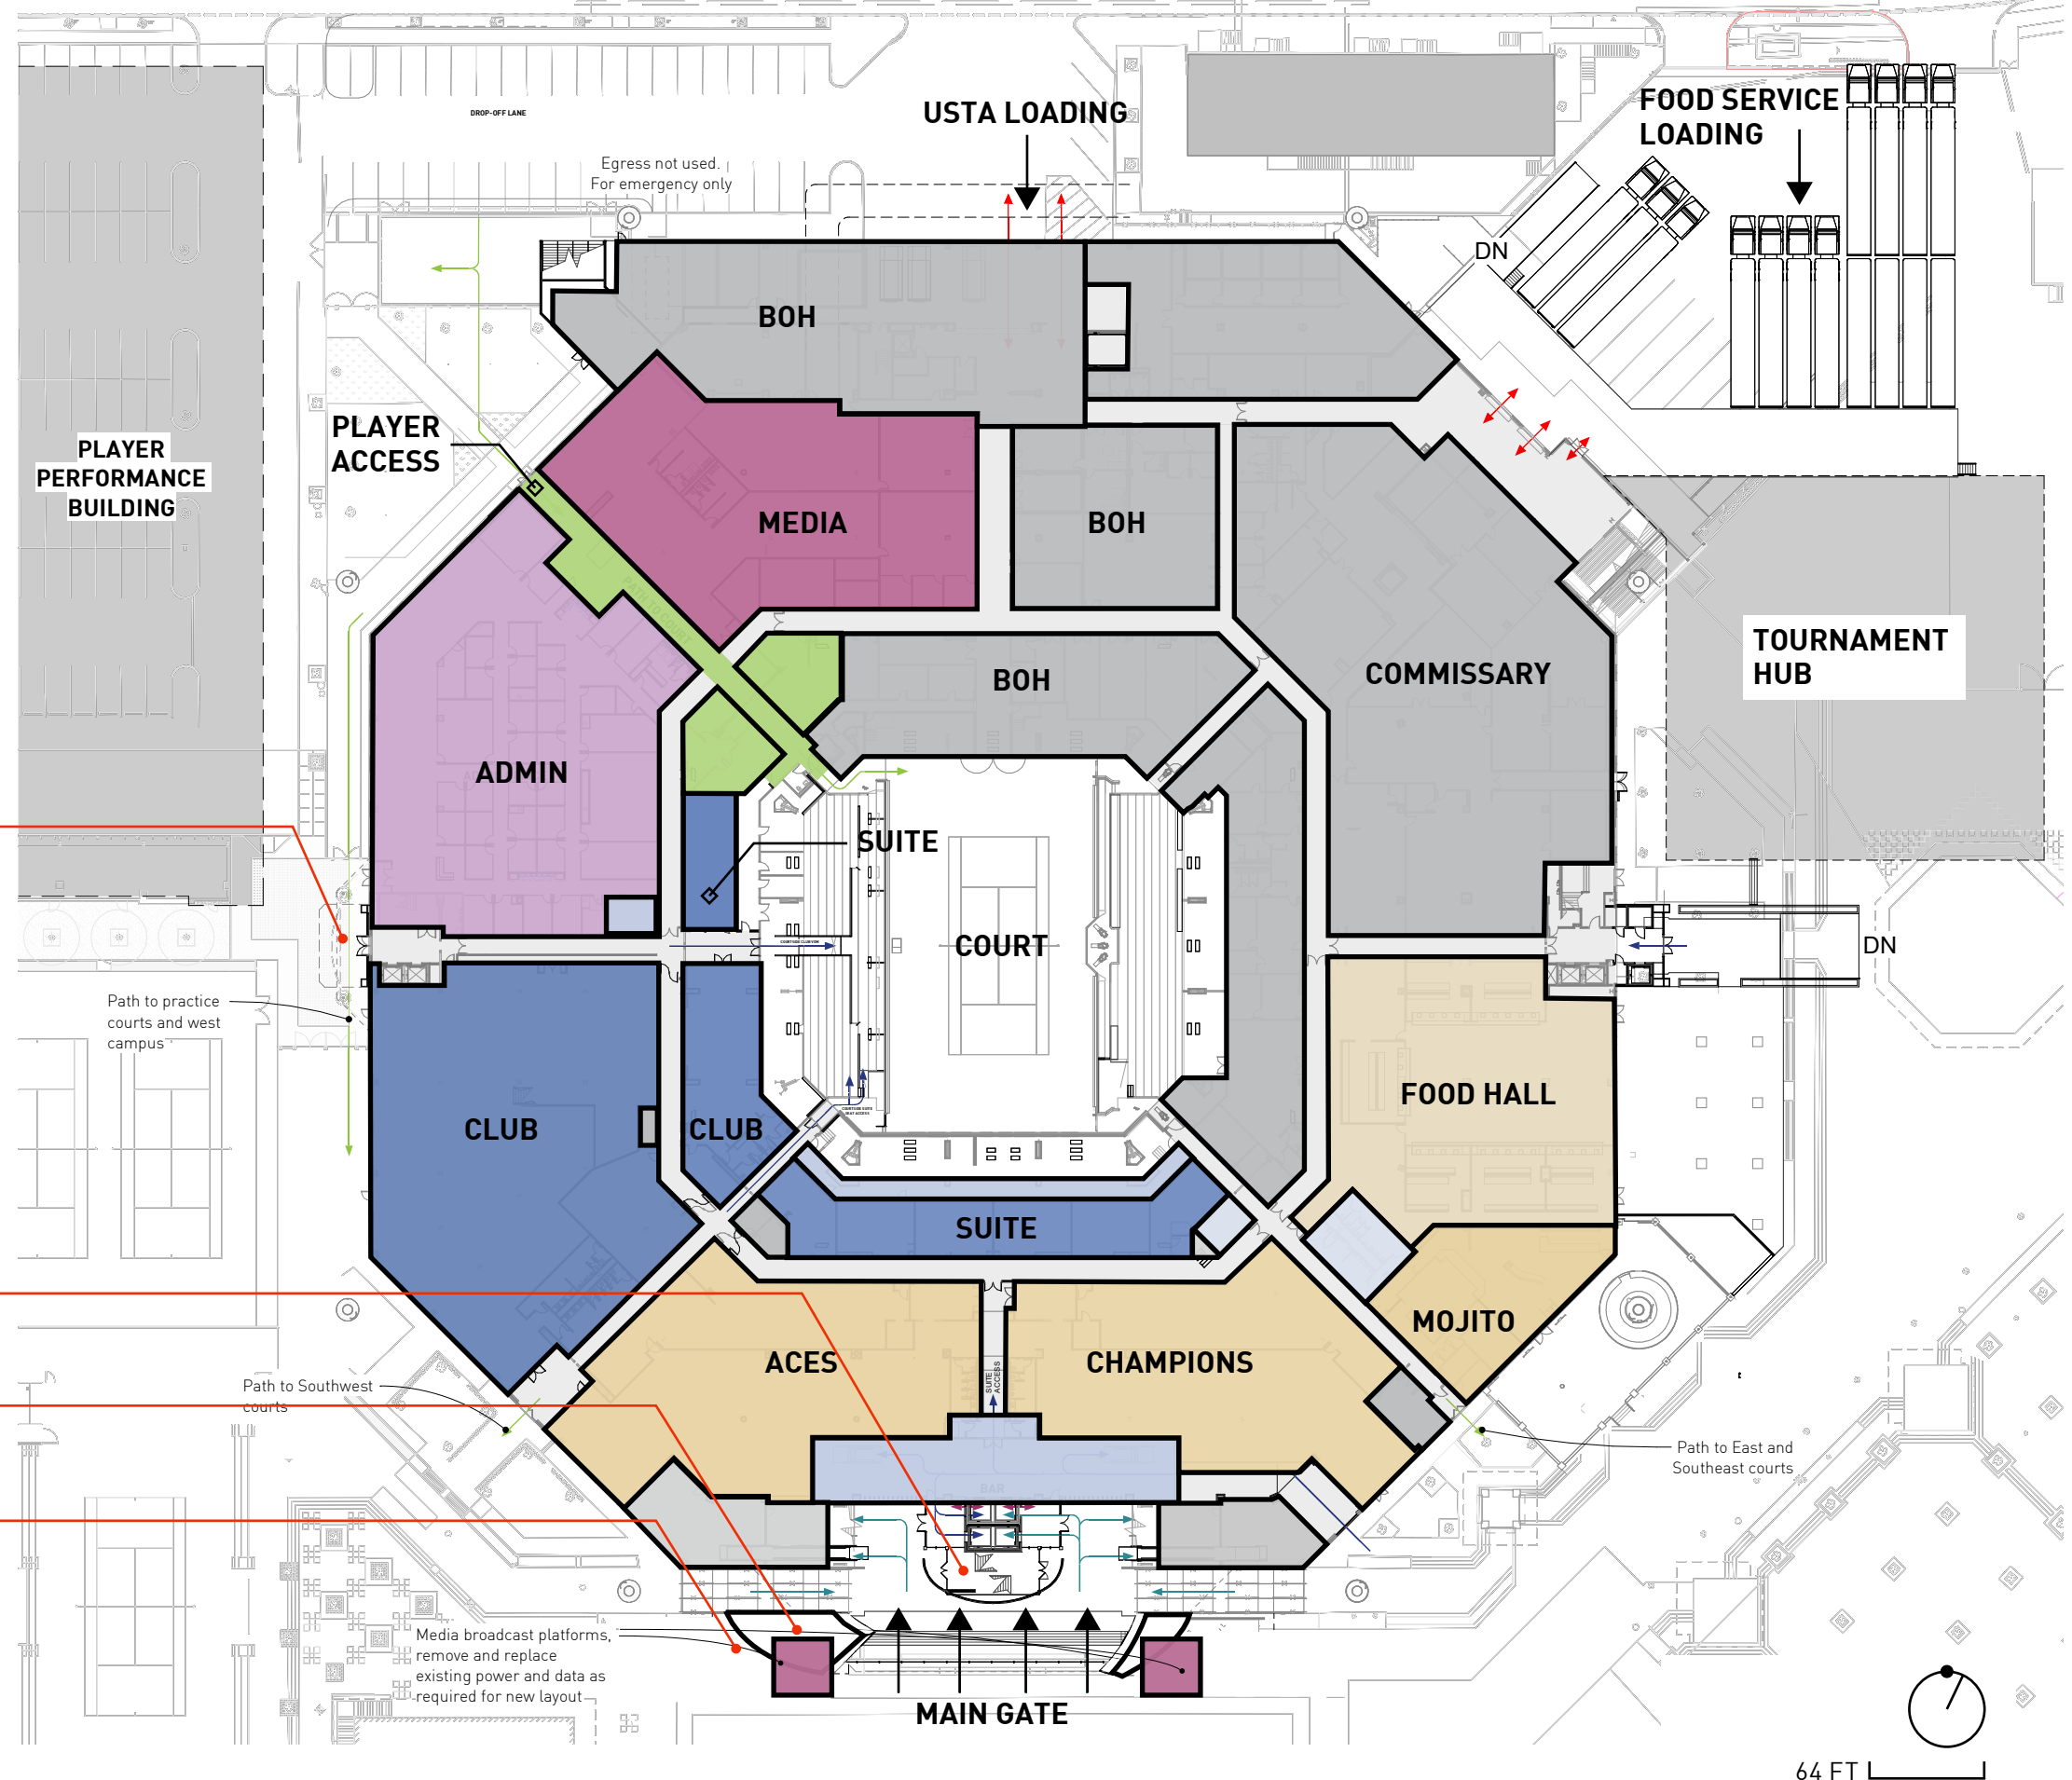 DROP-OFF LANE
USTA LOADING
FOOD SERVICE
LOADING
Egress not used.
For emergency only
DN
BOH
PLAYER
ACCESS
PLAYER
PERFORMANCE
BUILDING
MEDIA
BOH
PATH TO COURT
TOURNAMENT
HUB
BOH
COMMISSARY
ADMIN
SUITE
COURT
DN
Path to practice
courts and west
campus
FOOD HALL
CLUB
CLUB
SUITE
MOJITO
ACES
CHAMPIONS
SUITE
ACCESS
Path to Southwest
courts
Path to East and
Southeast courts
BAR
Media broadcast platforms,
remove and replace
existing power and data as
required for new layout
MAIN GATE
64 FT